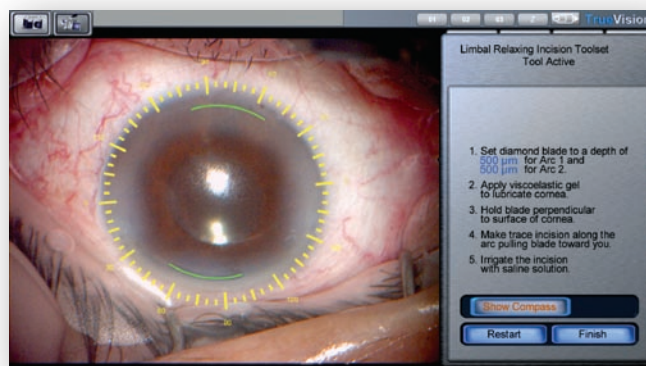 TrueVision
Limbal Relaxing Incision Toolset
Tool Active
1. Set diamond blade to a depth of
500 µm for Arc 1 and
500 µm for Arc 2.
2. Apply viscoelastic gel
to lubricate cornea.
3. Hold blade perpendicular
to surface of cornea.
4. Make trace incision along the
arc pulling blade toward you.
5. Irrigate the incision
with saline solution.
Show Compass
Restart
Finish